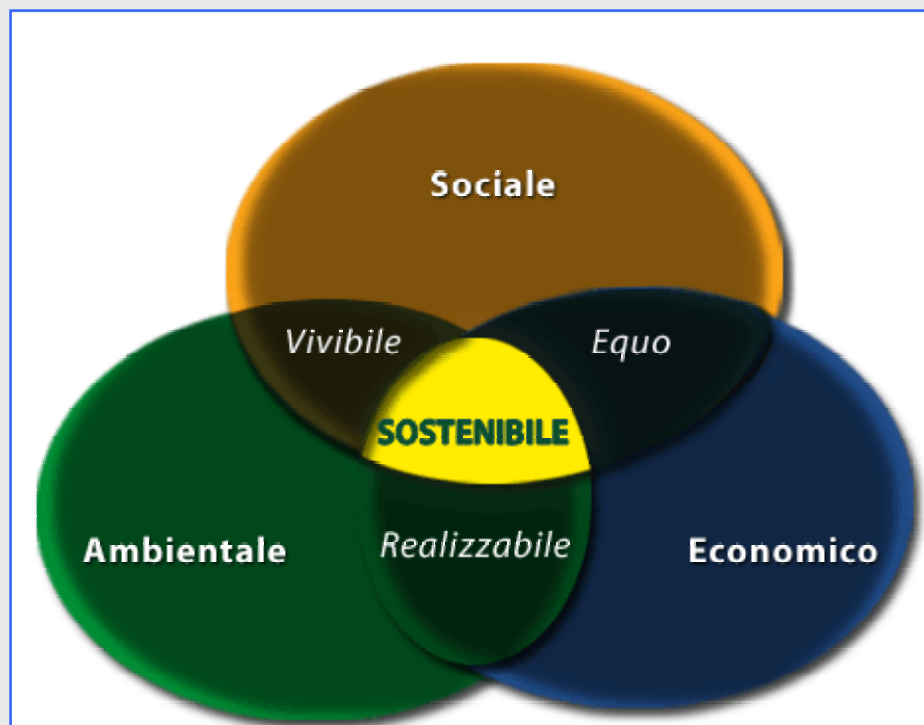 Sociale
Vivibile
Equo
SOSTENIBILE
Ambientale
Realizzabile
Economico